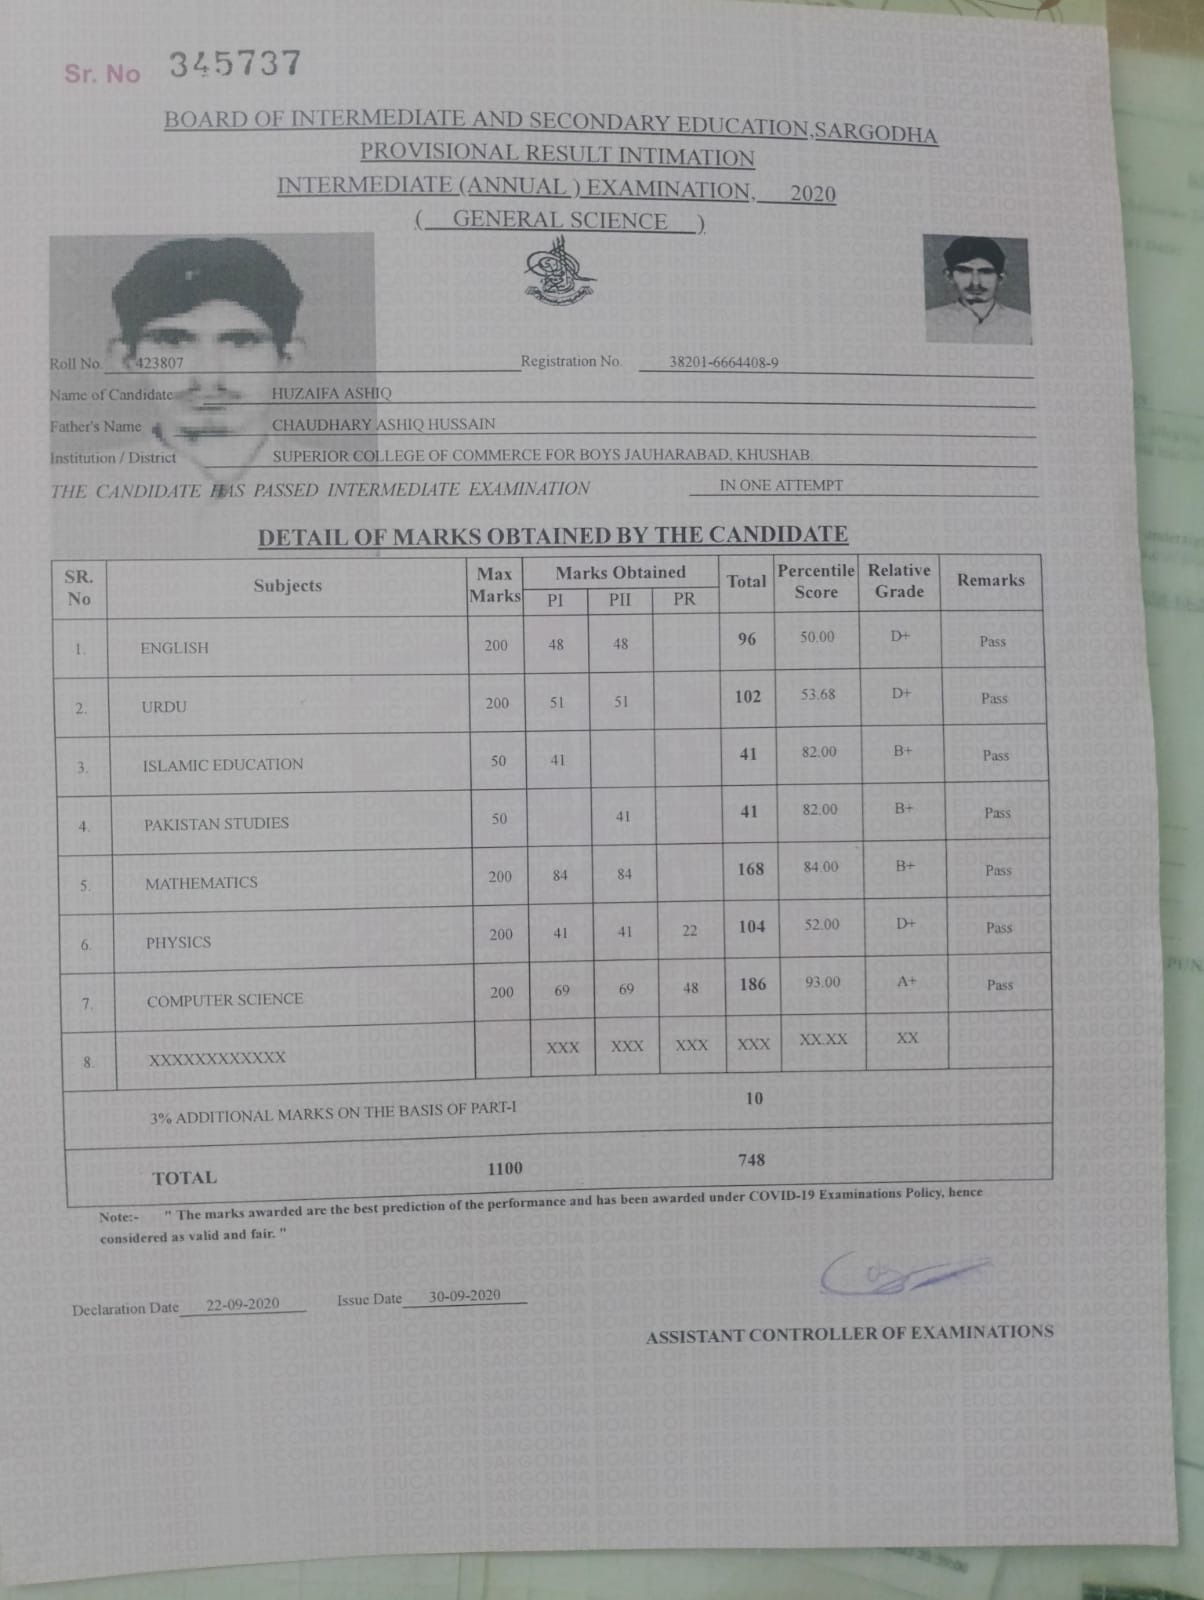 Sr. No 345737
BOARD OF INTERMEDIATE AND SECONDARY EDUCATION,SARGODHA
PROVISIONAL RESULT INTIMATION
INTERMEDIATE (ANNUAL ) EXAMINATION, 2020
( GENERAL SCIENCE )
Roll No. 423807 Registration No. 38201-6664408-9
Name of Candidate HUZAIFA ASHIQ
Father's Name CHAUDHARY ASHIQ HUSSAIN
Institution / District SUPERIOR COLLEGE OF COMMERCE FOR BOYS JAUHARABAD, KHUSHAB.
THE CANDIDATE HAS PASSED INTERMEDIATE EXAMINATION IN ONE ATTEMPT
DETAIL OF MARKS OBTAINED BY THE CANDIDATE
SR. No Subjects Max Marks Marks Obtained Total Percentile Score Relative Grade Remarks
PI PII PR
1. ENGLISH 200 48 48 96 50.00 D+ Pass
2. URDU 200 51 51 102 53.68 D+ Pass
3. ISLAMIC EDUCATION 50 41 41 82.00 B+ Pass
4. PAKISTAN STUDIES 50 41 41 82.00 B+ Pass
5. MATHEMATICS 200 84 84 168 84.00 B+ Pass
6. PHYSICS 200 41 41 22 104 52.00 D+ Pass
7. COMPUTER SCIENCE 200 69 69 48 186 93.00 A+ Pass
8. XXXXXXXXXXXX XXX XXX XXX XXX XX.XX XX
3% ADDITIONAL MARKS ON THE BASIS OF PART-I 10
TOTAL 1100 748
Note:- " The marks awarded are the best prediction of the performance and has been awarded under COVID-19 Examinations Policy, hence
considered as valid and fair. "
Declaration Date 22-09-2020 Issue Date 30-09-2020
ASSISTANT CONTROLLER OF EXAMINATIONS